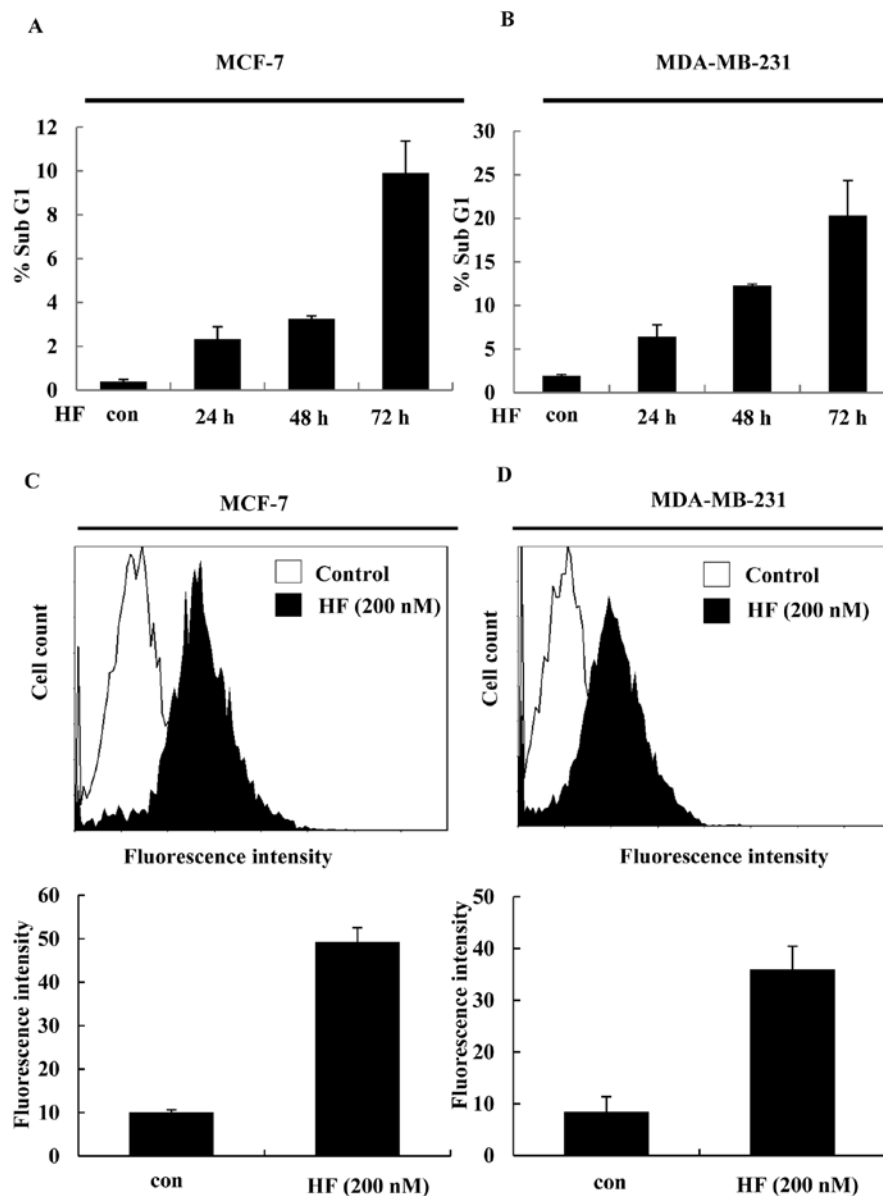 A
MCF-7
% Sub G1
12
10
8
6
4
2
0
HF con 24 h 48 h 72 h
B
MDA-MB-231
% Sub G1
30
25
20
15
10
5
0
con 24 h 48 h 72 h
C
MCF-7
Control
HF (200 nM)
Cell count
Fluorescence intensity
Fluorescence intensity
60
50
40
30
20
10
0
con HF (200 nM)
D
MDA-MB-231
Control
HF (200 nM)
Cell count
Fluorescence intensity
Fluorescence intensity
50
40
30
20
10
0
con HF (200 nM)